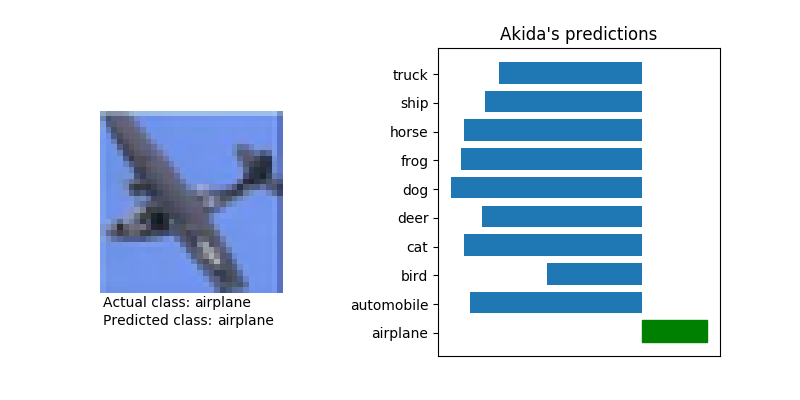 Akida's predictions
truck
ship
horse
frog
dog
deer
cat
bird
automobile
airplane
Actual class: airplane
Predicted class: airplane